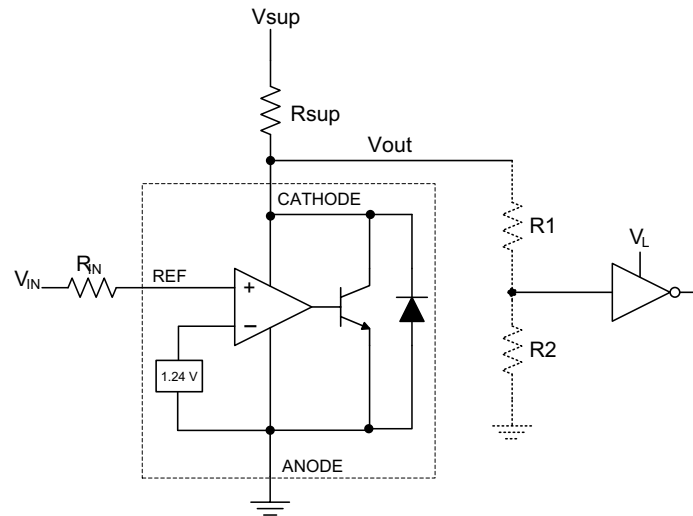 Vsup
Rsup
Vout
CATHODE
R1
VL
RIN
VIN
REF
+
−
R2
1.24 V
ANODE